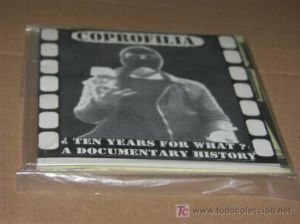 COPROFILIA
¿ TEN YEARS FOR WHAT ?
A DOCUMENTARY HISTORY
todocoleccion.net